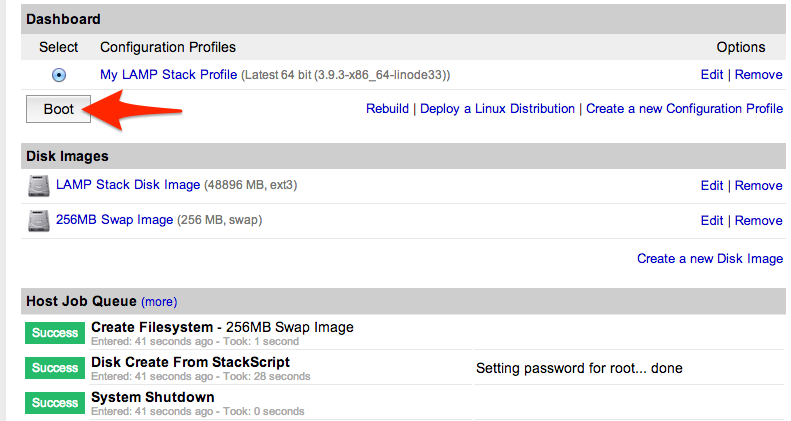 Dashboard
Select Configuration Profiles Options
My LAMP Stack Profile (Latest 64 bit (3.9.3-x86_64-linode33)) Edit | Remove
Boot Rebuild | Deploy a Linux Distribution | Create a new Configuration Profile
Disk Images
LAMP Stack Disk Image (48896 MB, ext3) Edit | Remove
256MB Swap Image (256 MB, swap) Edit | Remove
Create a new Disk Image
Host Job Queue (more)
Success Create Filesystem - 256MB Swap Image
Entered: 41 seconds ago - Took: 1 second
Success Disk Create From StackScript
Entered: 41 seconds ago - Took: 28 seconds
Setting password for root... done
Success System Shutdown
Entered: 41 seconds ago - Took: 0 seconds